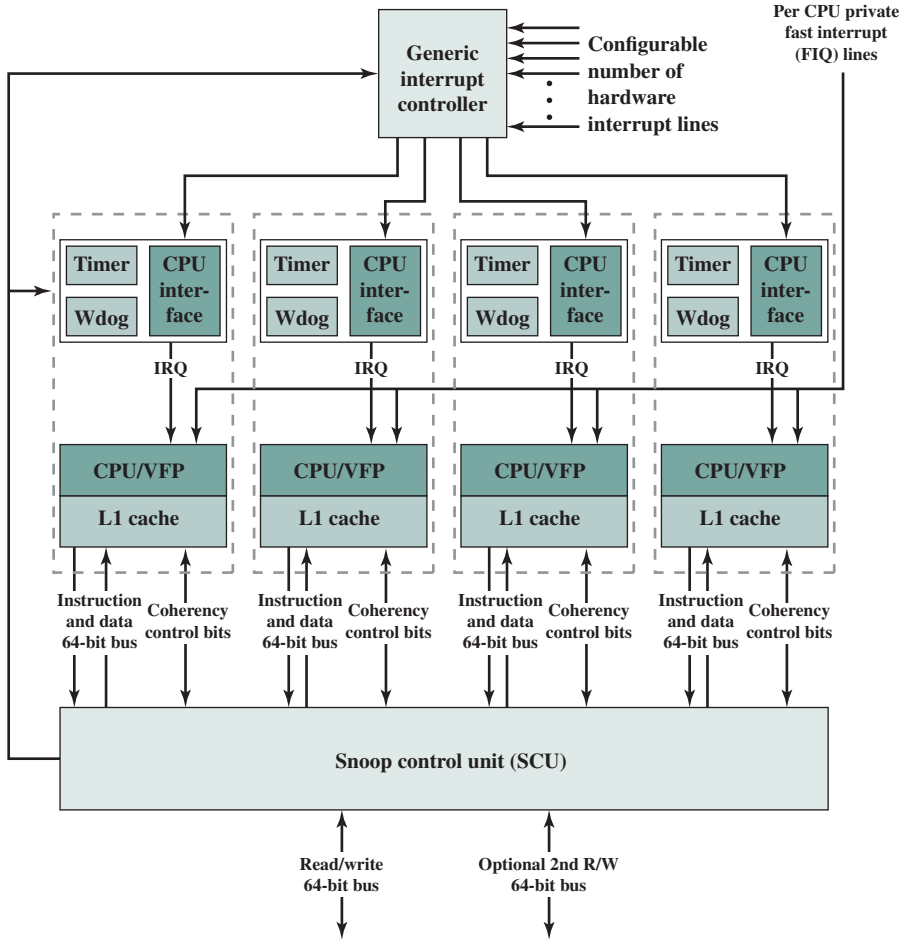 Generic
interrupt
controller
Configurable
number of
hardware
interrupt lines
Per CPU private
fast interrupt
(FIQ) lines
Timer
Wdog
CPU
inter-
face
Timer
Wdog
CPU
inter-
face
Timer
Wdog
CPU
inter-
face
Timer
Wdog
CPU
inter-
face
IRQ
IRQ
IRQ
IRQ
CPU/VFP
L1 cache
CPU/VFP
L1 cache
CPU/VFP
L1 cache
CPU/VFP
L1 cache
Instruction
and data
64-bit bus
Coherency
control bits
Instruction
and data
64-bit bus
Coherency
control bits
Instruction
and data
64-bit bus
Coherency
control bits
Instruction
and data
64-bit bus
Coherency
control bits
Snoop control unit (SCU)
Read/write
64-bit bus
Optional 2nd R/W
64-bit bus